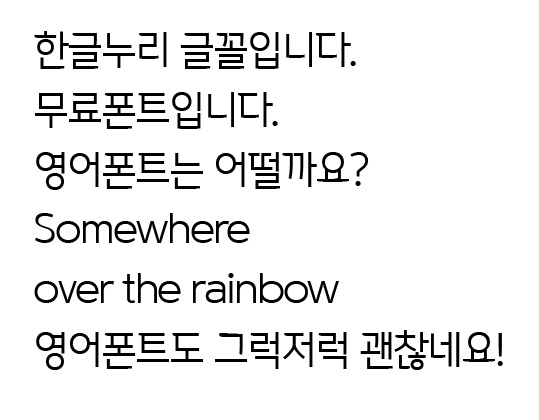 한글누리 글꼴입니다.
무료폰트입니다.
영어폰트는 어떨까요?
Somewhere
over the rainbow
영어폰트도 그럭저럭 괜찮네요!